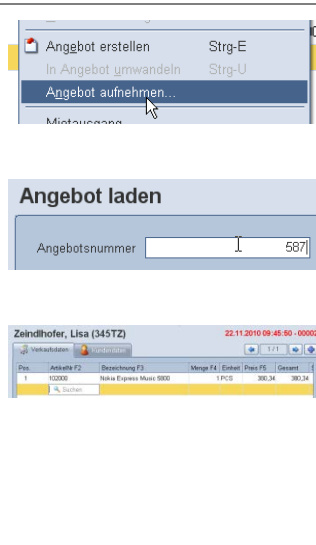 Angebot erstellen Strg-E
In Angebot umwandeln Strg-U
Angebot aufnehmen...
Mietausgang
Angebot laden
Angebotsnummer 587
Zeindlhofer, Lisa (345TZ) 22.11.2010 09:45:50 - 00002
Verkaufsdaten Kundendaten 1/1
Pos. ArtikelNr F2 Bezeichnung F3 Menge F4 Einheit Preis F5 Gesamt
1 102000 Nokia Express Music 5800 1 PCS 380,34 380,34
Suchen